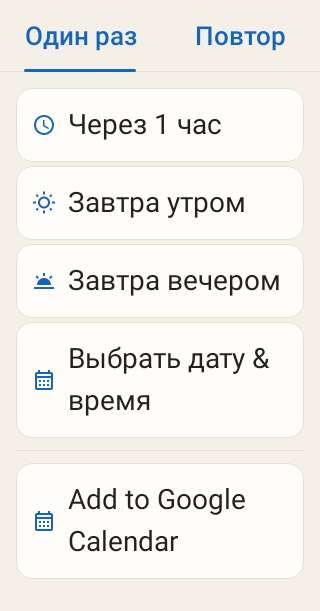 Один раз Повтор
Через 1 час
Завтра утром
Завтра вечером
Выбрать дату &
время
Add to Google
Calendar